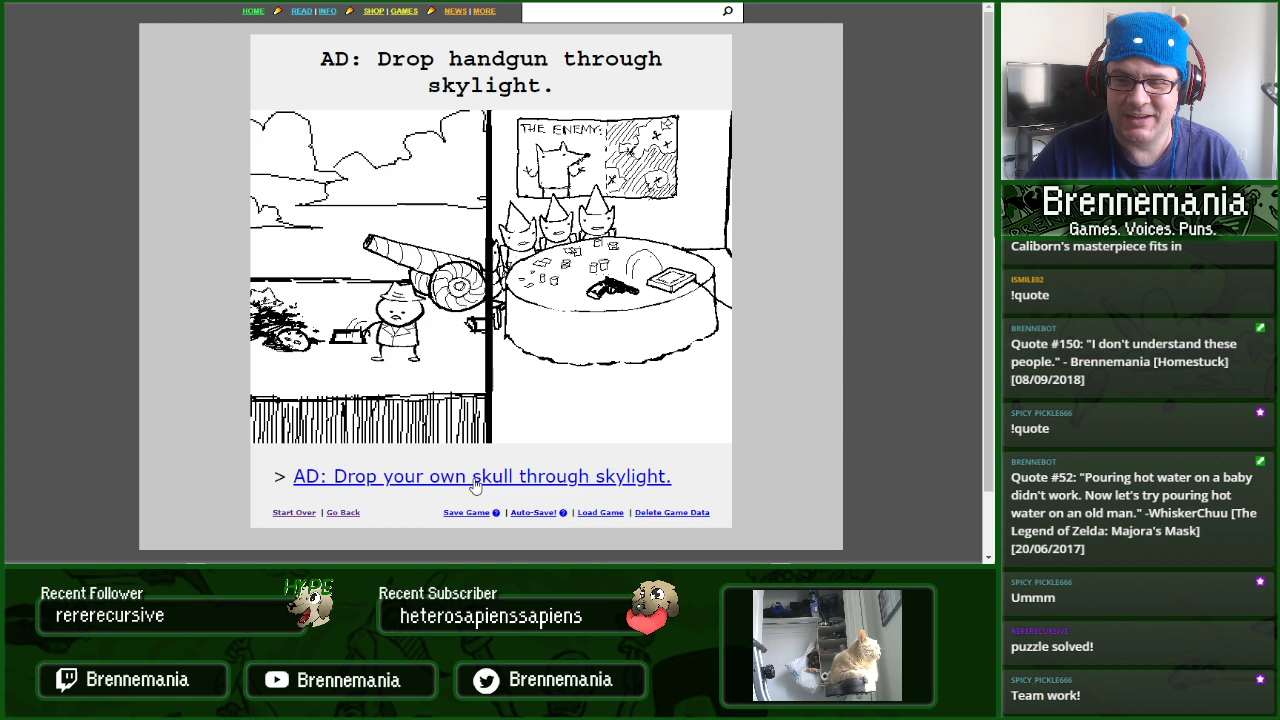 HOME READ | INFO SHOP | GAMES NEWS | MORE
AD: Drop handgun through
skylight.
THE ENEMY:
> AD: Drop your own skull through skylight.
Start Over | Go Back Save Game ? | Auto-Save! ? | Load Game | Delete Game Data
Brennemania
Games. Voices. Puns.
Caliborn's masterpiece fits in
ISMILE02
!quote
BRENNEBOT
Quote #150: "I don't understand these
people." - Brennemania [Homestuck]
[08/09/2018]
SPICY PICKLE666
!quote
BRENNEBOT
Quote #52: "Pouring hot water on a baby
didn't work. Now let's try pouring hot
water on an old man." -WhiskerChuu [The
Legend of Zelda: Majora's Mask]
[20/06/2017]
SPICY PICKLE666
Ummm
RERERECURSIVE
puzzle solved!
SPICY PICKLE666
Team work!
Recent Follower
rererecursive
HYPE
Recent Subscriber
heterosapienssapiens
Brennemania
Brennemania
Brennemania